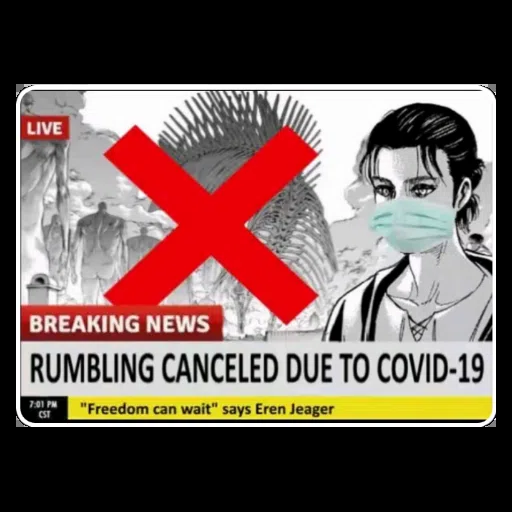 LIVE
BREAKING NEWS
RUMBLING CANCELED DUE TO COVID-19
7:01 PM
CST
"Freedom can wait" says Eren Jeager